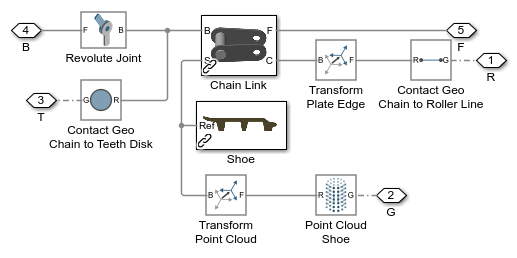 4
B
F
B
Revolute Joint
3
T
G
R
Contact Geo
Chain to Teeth Disk
B
F
S
C
Chain Link
5
F
B
F
Transform
Plate Edge
R
G
Contact Geo
Chain to Roller Line
1
R
Ref
Shoe
B
F
Transform
Point Cloud
R
G
Point Cloud
Shoe
2
G